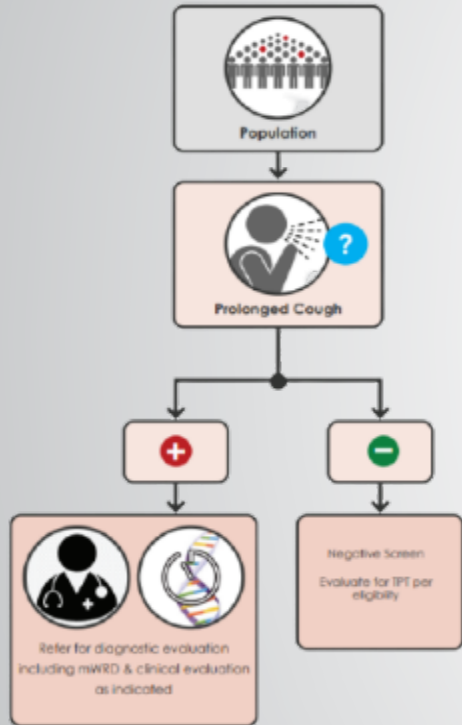 Population
?
Prolonged Cough
Refer for diagnostic evaluation
including mWRD & clinical evaluation
as indicated
Negative Screen
Evaluate for TPT per
eligibility